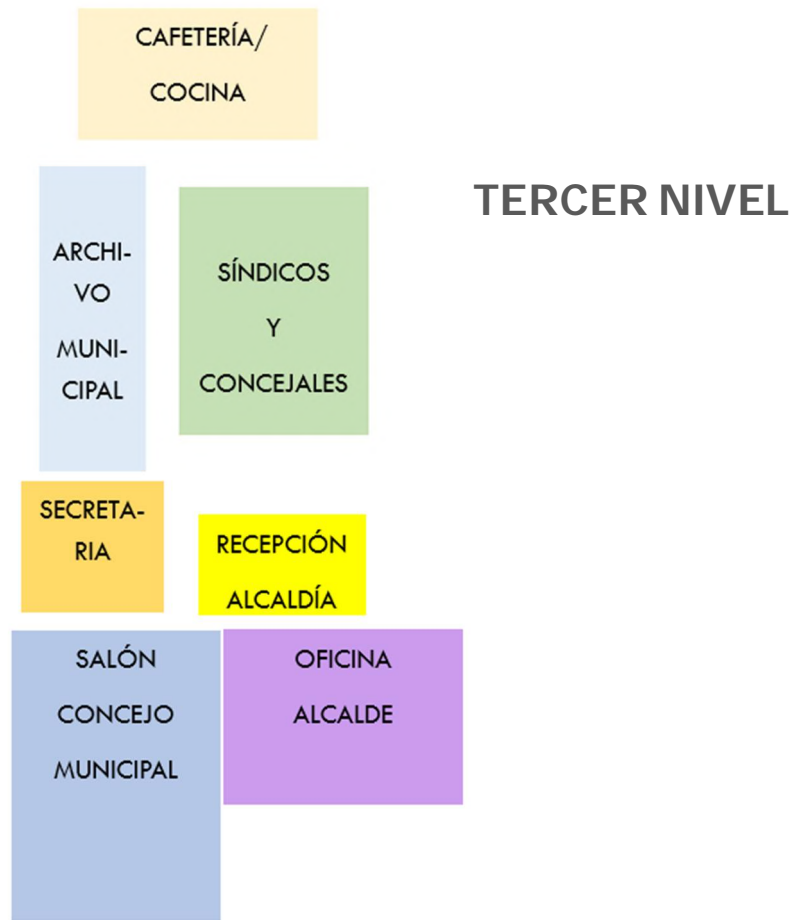 CAFETERÍA/
COCINA
TERCER NIVEL
ARCHI-
VO
MUNI-
CIPAL
SÍNDICOS
Y
CONCEJALES
SECRETA-
RIA
RECEPCIÓN
ALCALDÍA
SALÓN
CONCEJO
MUNICIPAL
OFICINA
ALCALDE